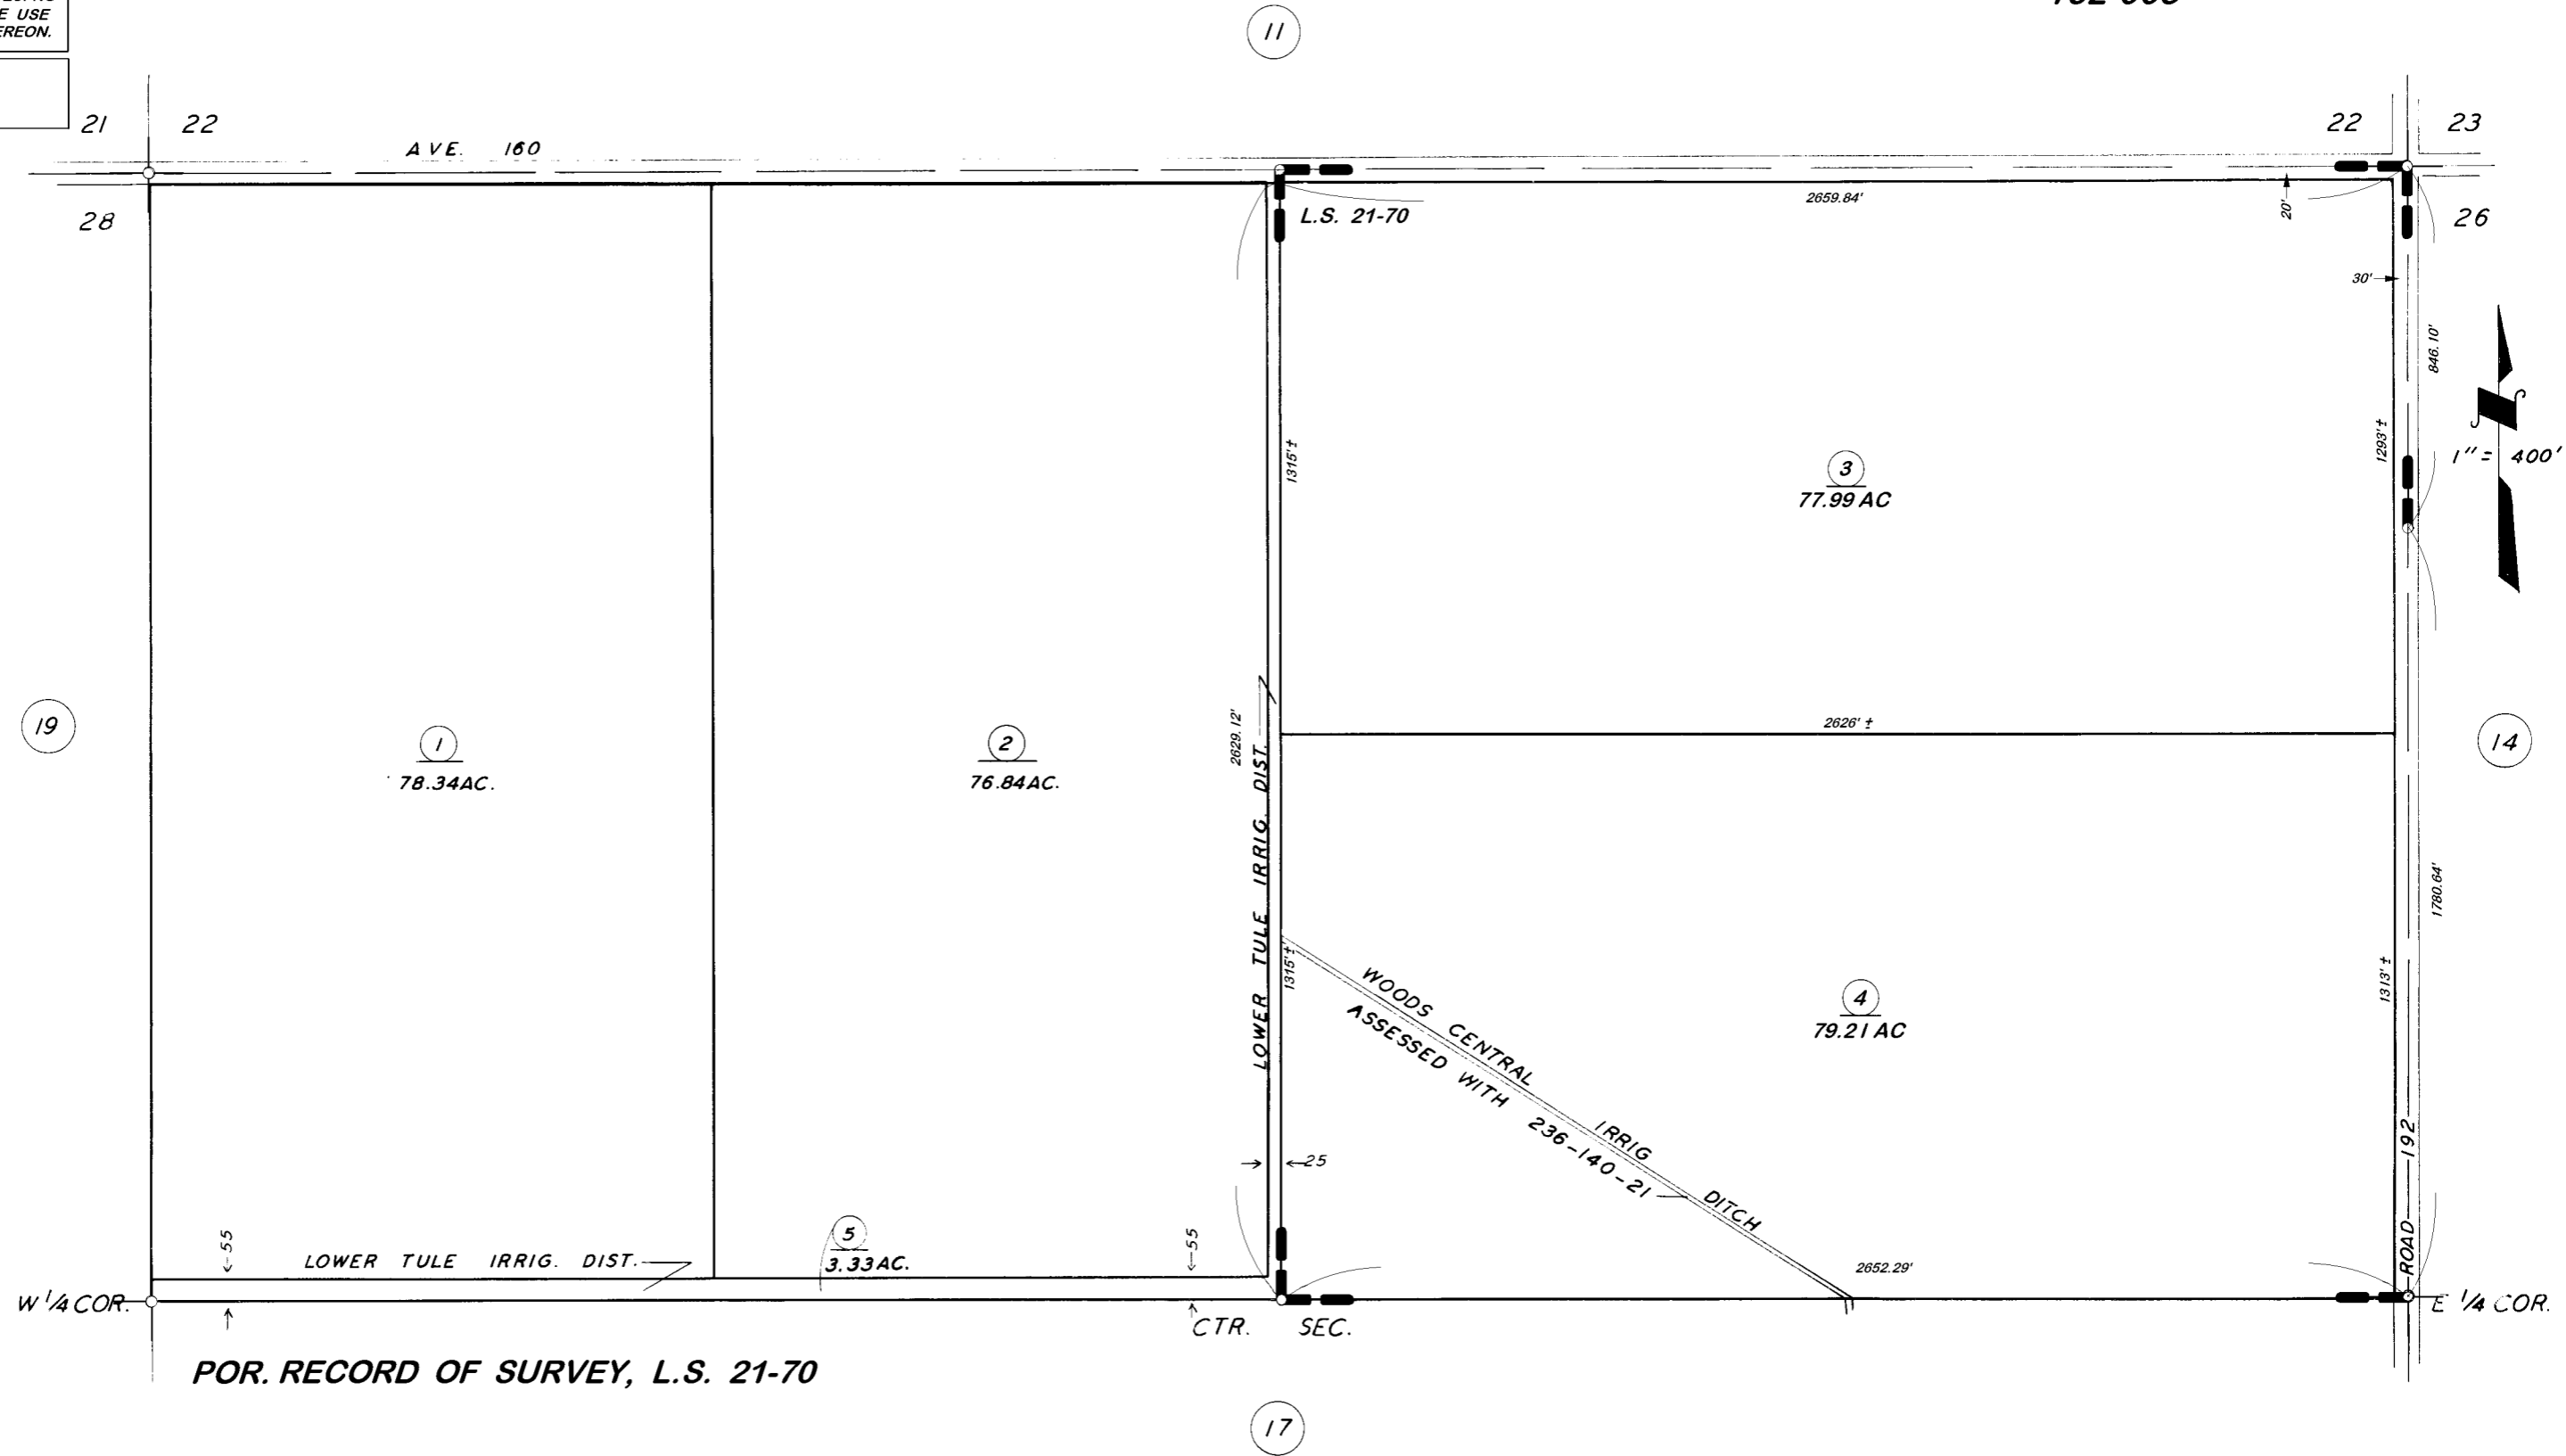 E USE
EREON.
11
21
22
22
23
AVE. 160
28
L.S. 21-70
2659.84'
20'
26
30'
846.10'
1315'±
1293'±
1"= 400'
3
77.99 AC
19
1
78.34AC.
2
76.84AC.
2629.12'
LOWER TULE IRRIG. DIST.
2626' ±
14
1780.64'
1315'±
WOODS CENTRAL IRRIG DITCH
ASSESSED WITH 236-140-21
4
79.21 AC
1313'±
ROAD 192
25
55
LOWER TULE IRRIG. DIST.
5
3.33AC.
55
2652.29'
W 1/4 COR.
CTR. SEC.
E 1/4 COR.
POR. RECORD OF SURVEY, L.S. 21-70
17